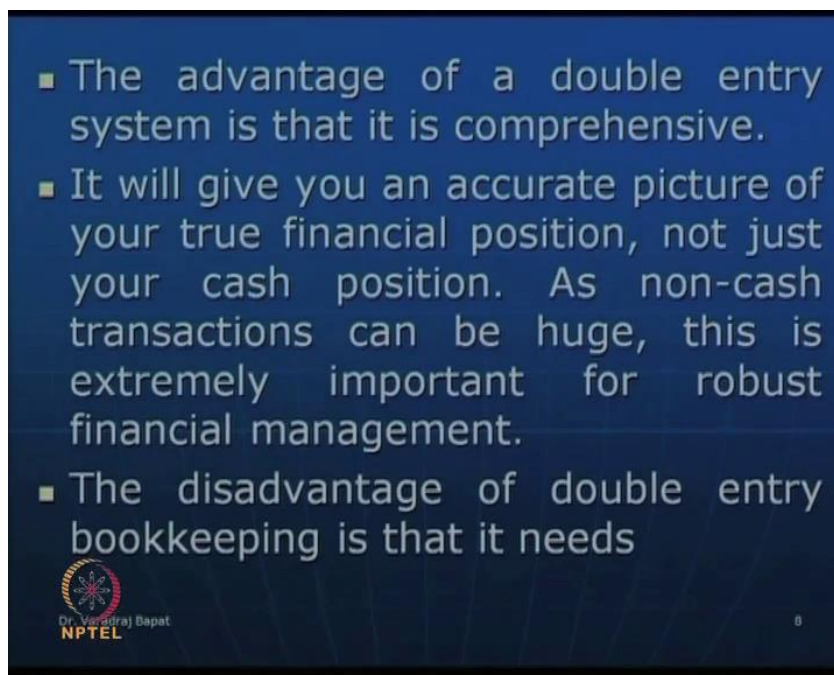 ▪ The advantage of a double entry
system is that it is comprehensive.
▪ It will give you an accurate picture of
your true financial position, not just
your cash position. As non-cash
transactions can be huge, this is
extremely important for robust
financial management.
▪ The disadvantage of double entry
bookkeeping is that it needs
Dr. Varadraj Bapat
8
NPTEL